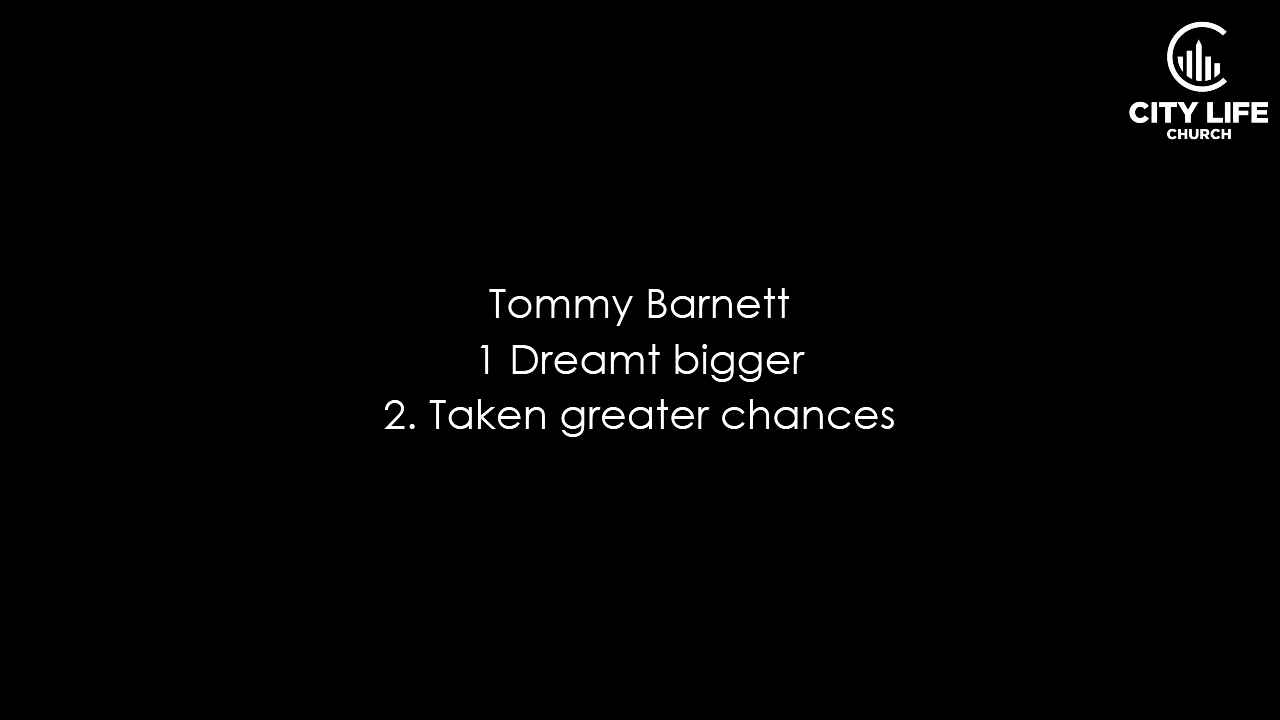 CITY LIFE
CHURCH
Tommy Barnett
1 Dreamt bigger
2. Taken greater chances